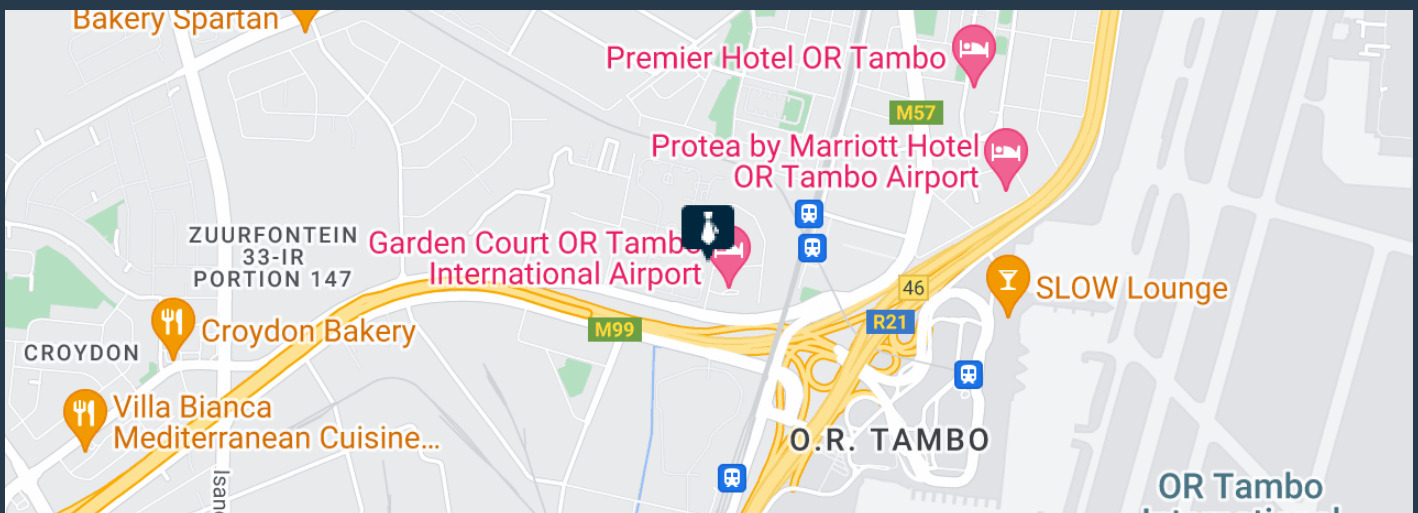 Bakery Spartan
Premier Hotel OR Tambo
M57
Protea by Marriott Hotel
OR Tambo Airport
ZUURFONTEIN
33-IR
PORTION 147
Garden Court OR Tambo
International Airport
46
SLOW Lounge
R21
M99
Croydon Bakery
CROYDON
Villa Bianca
Mediterranean Cuisine...
O.R. TAMBO
Isan
OR Tambo
International